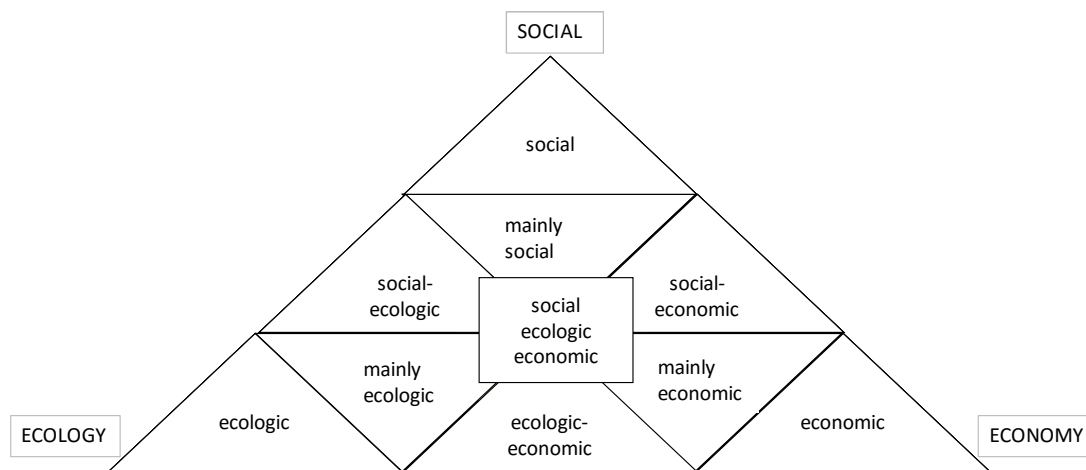 SOCIAL
social
mainly
social
social-
ecologic
social
ecologic
economic
social-
economic
mainly
ecologic
mainly
economic
ECOLOGY
ecologic
ecologic-
economic
economic
ECONOMY